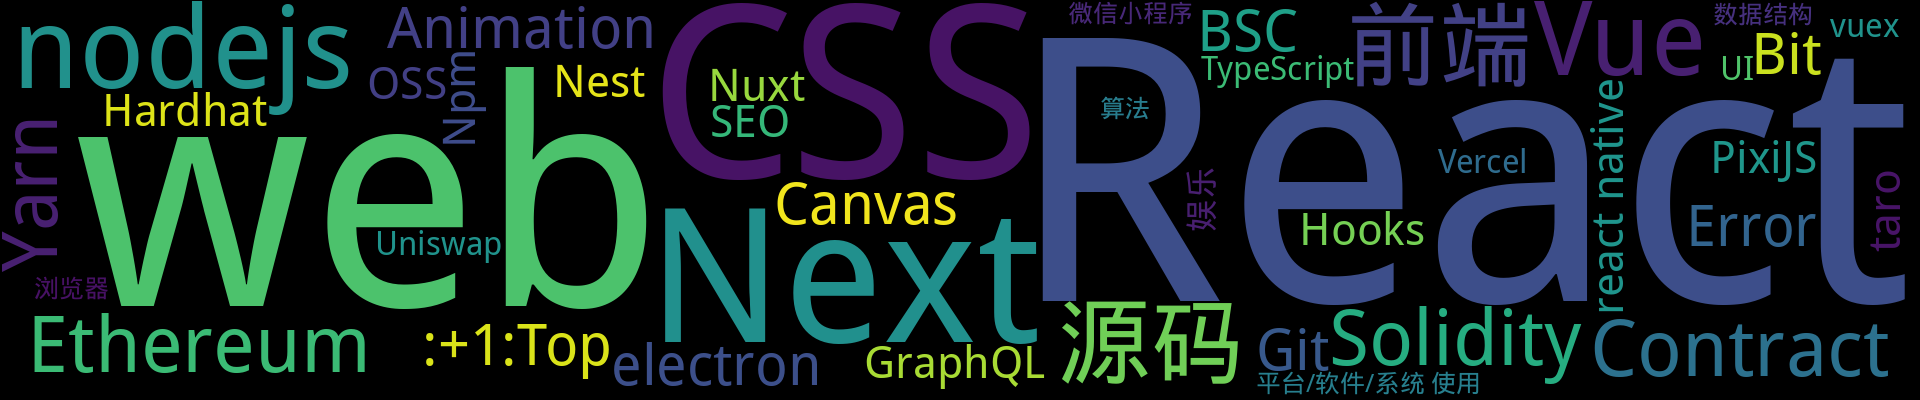 nodejs
Animation
CSS
微信小程序
BSC
前端
Vue
数据结构
vuex
OSS
Npm
Nest
Nuxt
TypeScript
UI
Bit
Hardhat
SEO
算法
React
web
Yarn
Vercel
react native
PixiJS
Canvas
娱乐
Hooks
Error
taro
Uniswap
Next
浏览器
Ethereum
:+1:Top
electron
GraphQL
源码
Git
Solidity
Contract
平台/软件/系统 使用